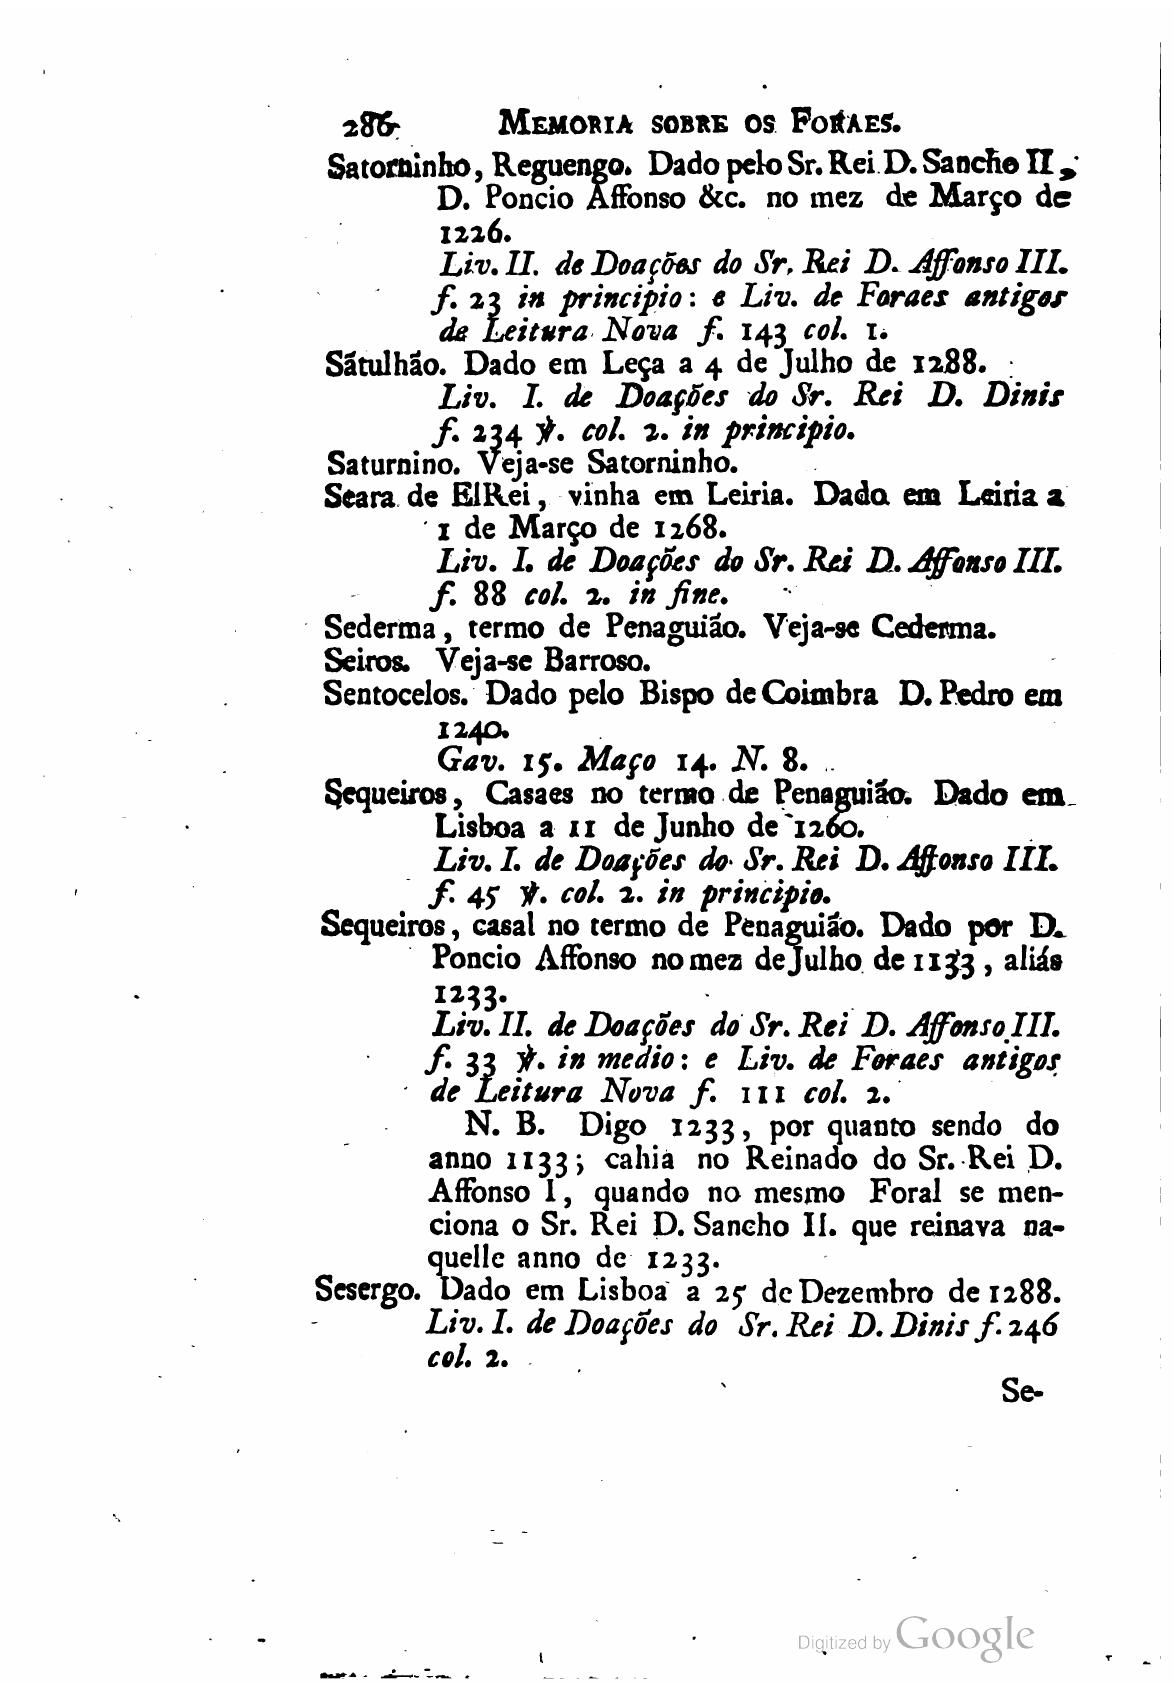 286 MEMORIA SOBRE OS FORAES.
Satorninho, Reguengo. Dado pelo Sr. Rei D. Sancho II,
D. Poncio Affonso &c. no mez de Março de
1226.
Liv. II. de Doações do Sr. Rei D. Affonso III.
f. 23 in principio: e Liv. de Foraes antigos
de Leitura Nova f. 143 col. 1.
Sátulhão. Dado em Leça a 4 de Julho de 1288.
Liv. I. de Doações do Sr. Rei D. Dinis
f. 234 ℣. col. 2. in principio.
Saturnino. Veja-se Satorninho.
Seara de ElRei, vinha em Leiria. Dada em Leiria a
1 de Março de 1268.
Liv. I. de Doações do Sr. Rei D. Affonso III.
f. 88 col. 2. in fine.
Sederma, termo de Penaguião. Veja-se Cederma.
Seiros. Veja-se Barroso.
Sentocelos. Dado pelo Bispo de Coimbra D. Pedro em
1240.
Gav. 15. Maço 14. N. 8.
Sequeiros, Casaes no termo de Penaguião. Dado em
Lisboa a 11 de Junho de 1260.
Liv. I. de Doações do Sr. Rei D. Affonso III.
f. 45 ℣. col. 2. in principio.
Sequeiros, casal no termo de Penaguião. Dado por D.
Poncio Affonso no mez de Julho de 1133, aliás
1233.
Liv. II. de Doações do Sr. Rei D. Affonso III.
f. 33 ℣. in medio: e Liv. de Foraes antigos
de Leitura Nova f. 111 col. 2.
N. B. Digo 1233, por quanto sendo do
anno 1133; cahia no Reinado do Sr. Rei D.
Affonso I, quando no mesmo Foral se men-
ciona o Sr. Rei D. Sancho II. que reinava na-
quelle anno de 1233.
Sesergo. Dado em Lisboa a 25 de Dezembro de 1288.
Liv. I. de Doações do Sr. Rei D. Dinis f. 246
col. 2.
Se-
Digitized by Google